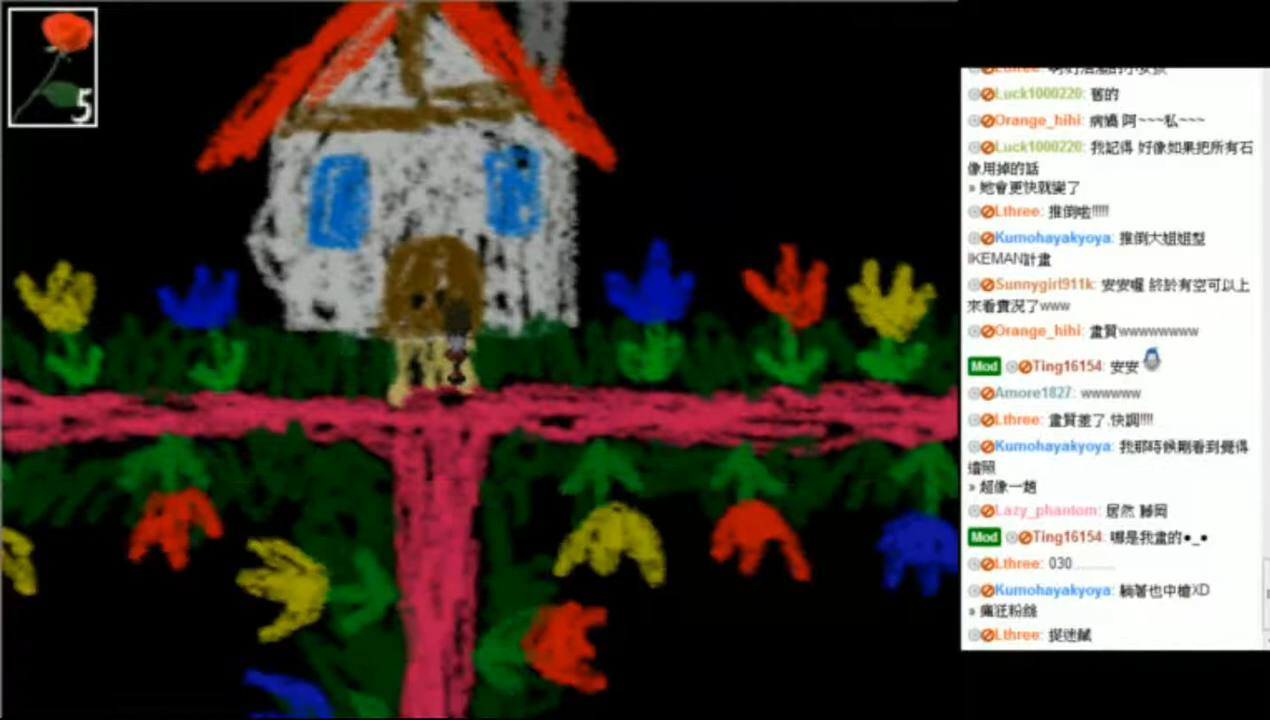 5
Luck1000220: 舊的
Orange_hihi: 病嬌 阿~~~私~~~
Luck1000220: 我記得 好像如果把所有石
像用掉的話
» 她會更快就變了
Lthree: 推倒啦!!!!!
Kumohayakyoya: 推倒大姐姐型
IKEMAN計畫
Sunnygirl911k: 安安喔 終於有空可以上
來看實況了www
Orange_hihi: 畫質wwwwwwww
Mod Ting16154: 安安
Amore1827: wwwwww
Lthree: 畫質差了.快調!!!!
Kumohayakyoya: 我那時候剛看到覺得
遺照
» 超像一趟
Lazy_phantom: 居然
Mod Ting16154: 哪是我畫的●_●
Lthree: 030...........
Kumohayakyoya: 躺著也中槍XD
» 瘋狂粉絲
Lthree: 捉迷藏